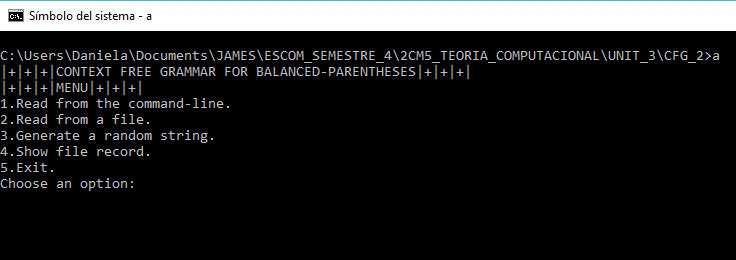 Símbolo del sistema - a
C:\Users\Daniela\Documents\JAMES\ESCOM_SEMESTRE_4\2CM5_TEORIA_COMPUTACIONAL\UNIT_3\CFG_2>a
|+|+|+|CONTEXT FREE GRAMMAR FOR BALANCED-PARENTHESES|+|+|+|
|+|+|+|MENU|+|+|+|
1.Read from the command-line.
2.Read from a file.
3.Generate a random string.
4.Show file record.
5.Exit.
Choose an option: